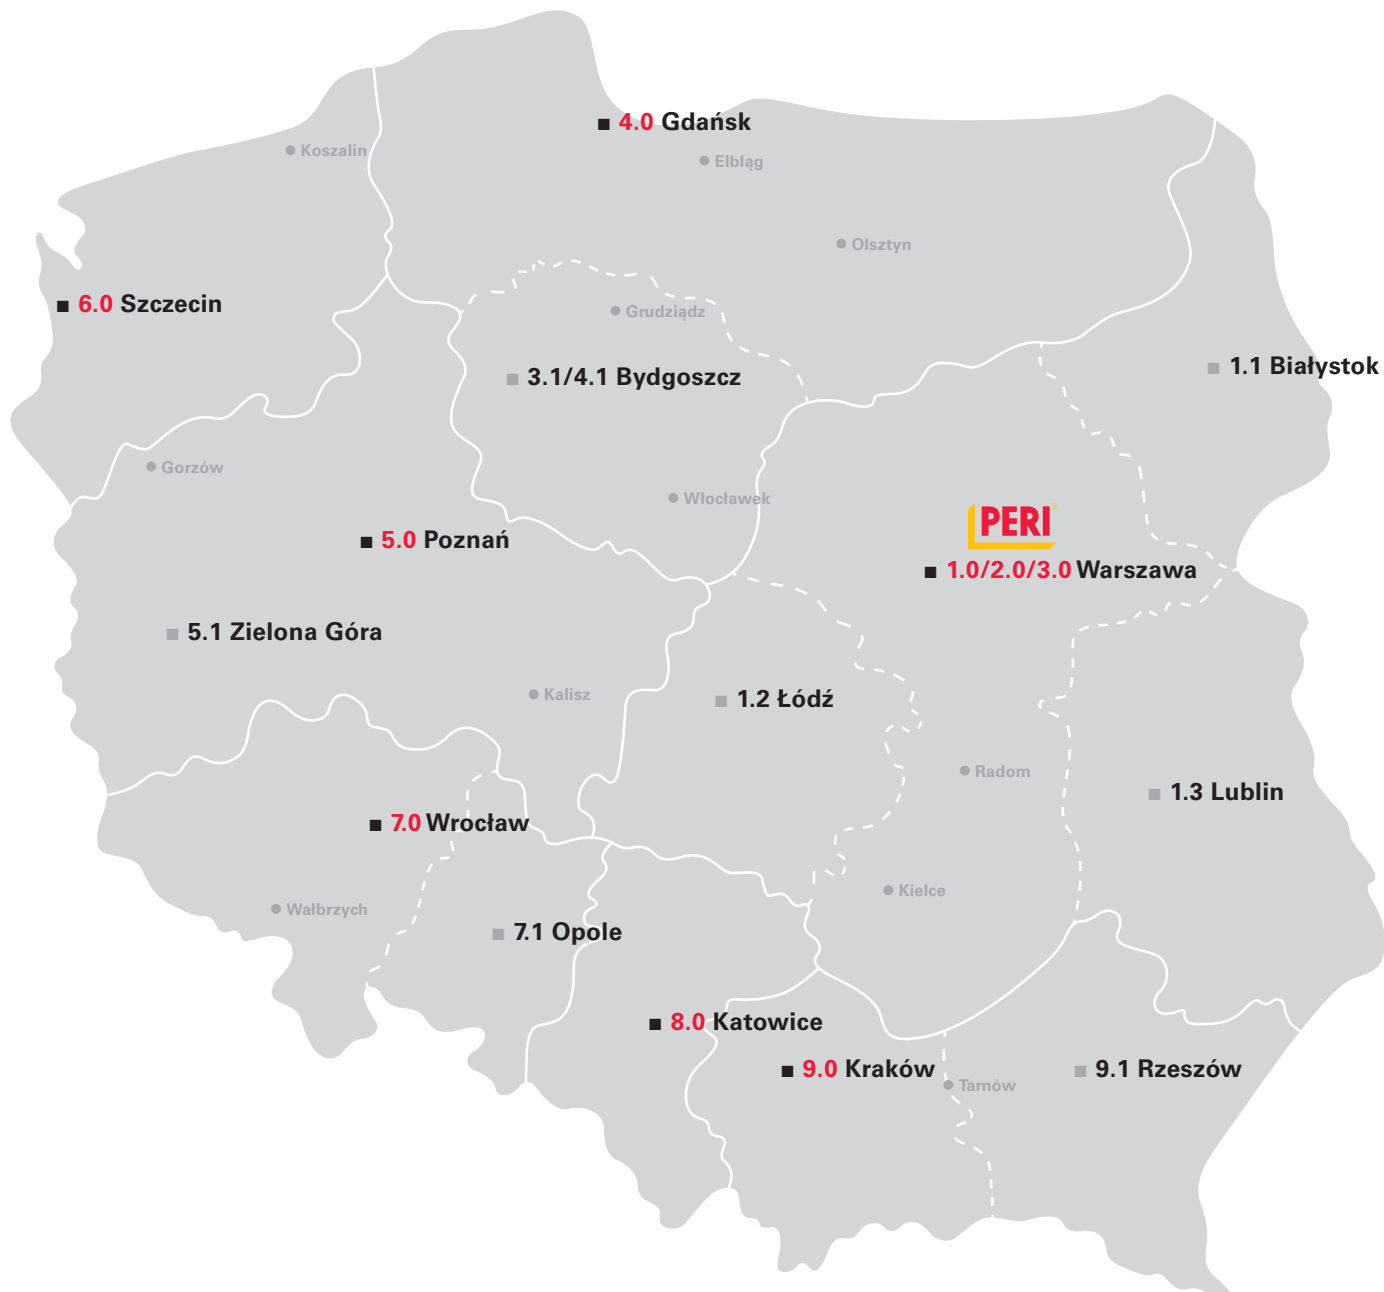 4.0 Gdańsk
Koszalin
Elbląg
Olsztyn
6.0 Szczecin
Grudziądz
1.1 Białystok
3.1/4.1 Bydgoszcz
Gorzów
Włocławek
PERI®
5.0 Poznań
1.0/2.0/3.0 Warszawa
5.1 Zielona Góra
Kalisz
1.2 Łódź
Radom
1.3 Lublin
7.0 Wrocław
Kielce
Wałbrzych
7.1 Opole
8.0 Katowice
9.0 Kraków
9.1 Rzeszów
Tarnów